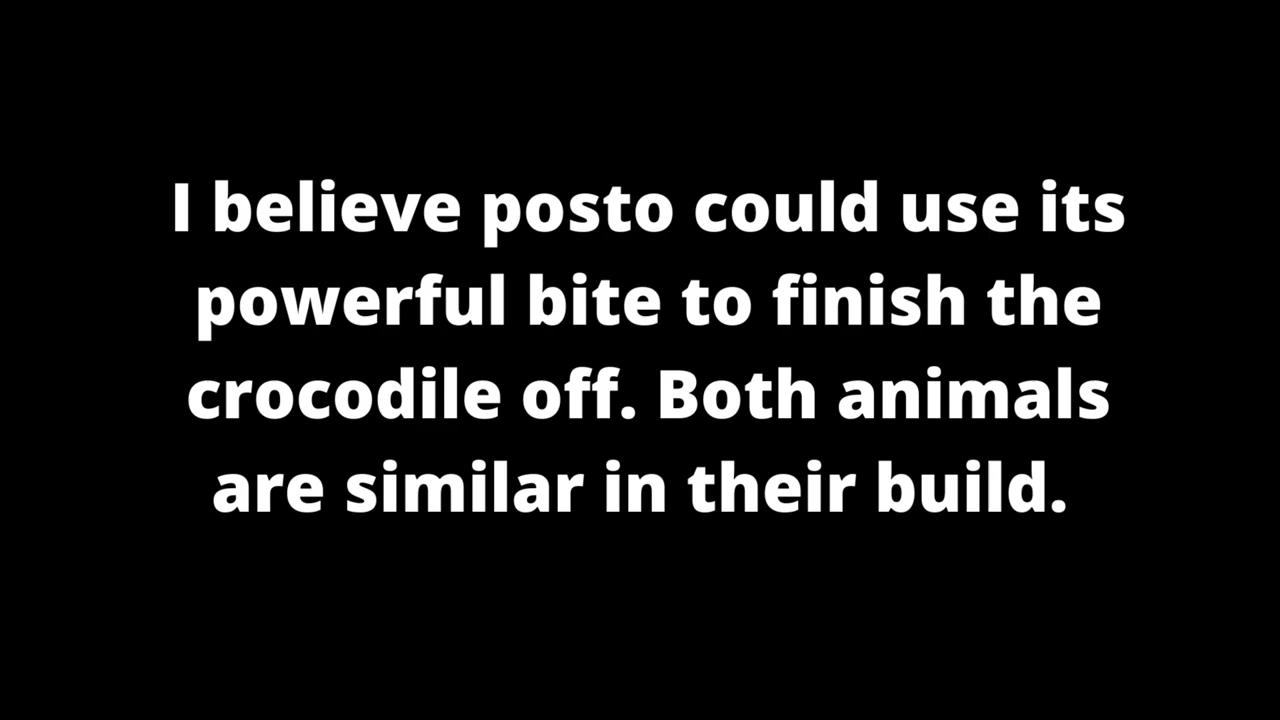 I believe posto could use its
powerful bite to finish the
crocodile off. Both animals
are similar in their build.